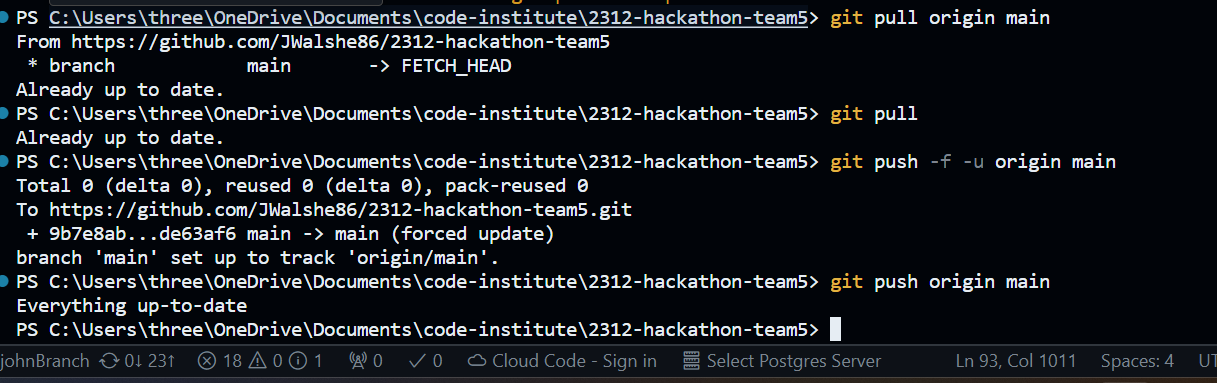 PS C:\Users\three\OneDrive\Documents\code-institute\2312-hackathon-team5> git pull origin main
From https://github.com/JWalshe86/2312-hackathon-team5
 * branch            main       -> FETCH_HEAD
Already up to date.
PS C:\Users\three\OneDrive\Documents\code-institute\2312-hackathon-team5> git pull
Already up to date.
PS C:\Users\three\OneDrive\Documents\code-institute\2312-hackathon-team5> git push -f -u origin main
Total 0 (delta 0), reused 0 (delta 0), pack-reused 0
To https://github.com/JWalshe86/2312-hackathon-team5.git
 + 9b7e8ab...de63af6 main -> main (forced update)
branch 'main' set up to track 'origin/main'.
PS C:\Users\three\OneDrive\Documents\code-institute\2312-hackathon-team5> git push origin main
Everything up-to-date
PS C:\Users\three\OneDrive\Documents\code-institute\2312-hackathon-team5>
johnBranch 0↓ 23↑ 18 0 1 0 0 Cloud Code - Sign in Select Postgres Server Ln 93, Col 1011 Spaces: 4